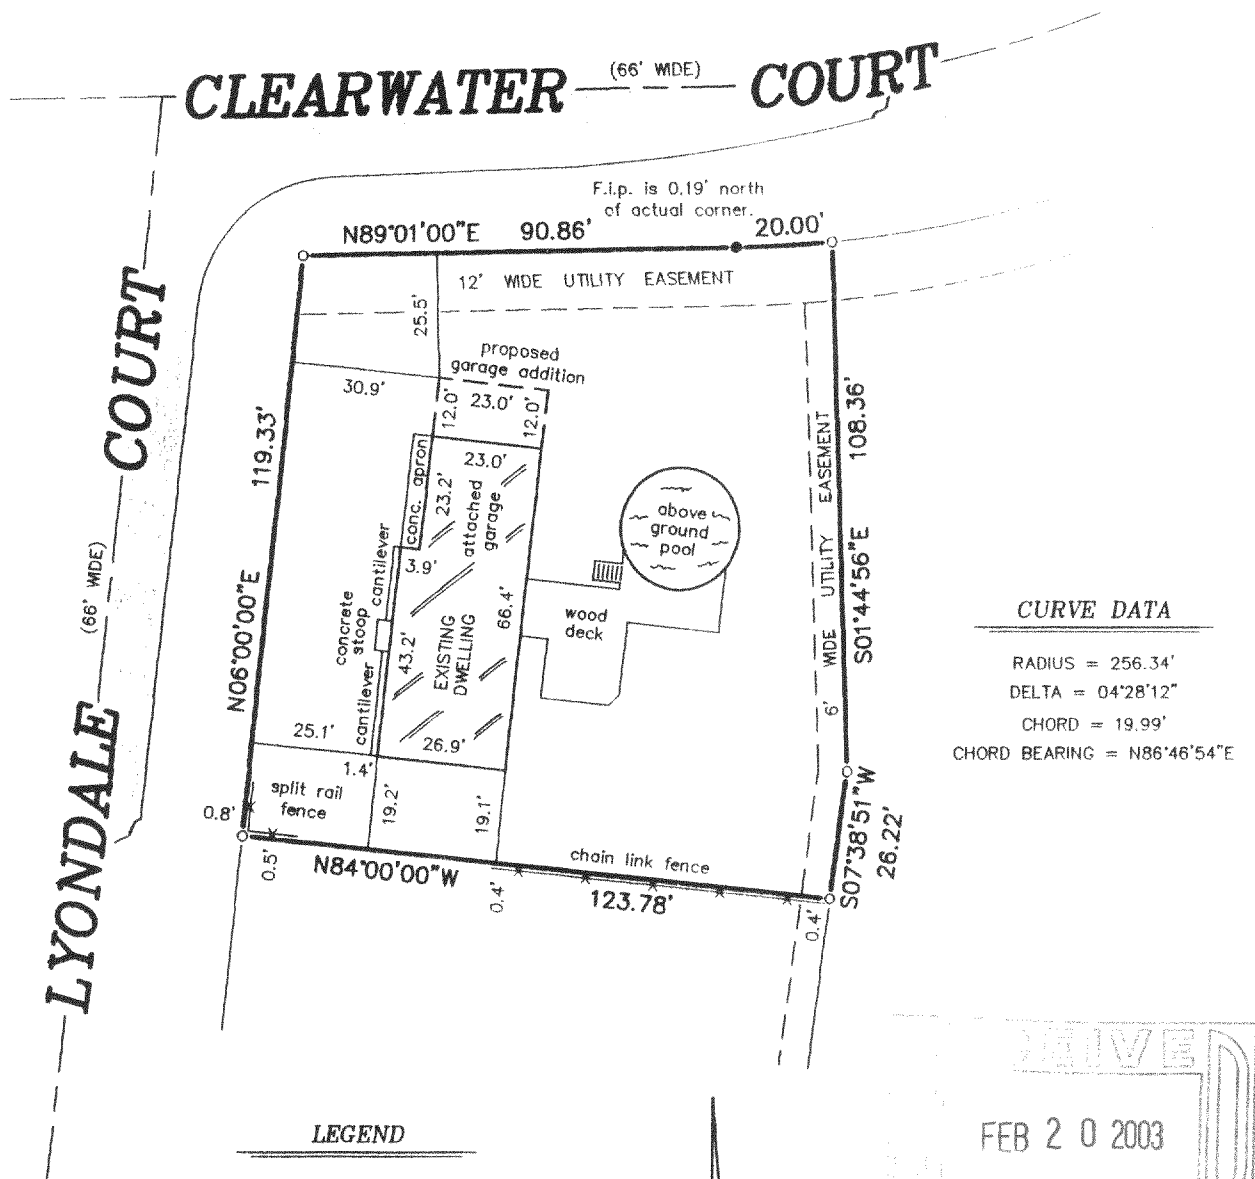 CLEARWATER (66' WIDE) COURT
F.i.p. is 0.19' north
of actual corner.
N89°01'00"E 90.86' 20.00'
12' WIDE UTILITY EASEMENT
25.5'
proposed
garage addition
30.9'
23.0'
12.0'
12.0'
119.33'
N06°00'00"E
LYONDALE (66' WIDE) COURT
conc. apron
23.0'
23.2'
attached
garage
cantilever
3.9'
concrete
stoop
43.2'
EXISTING
DWELLING
66.4'
cantilever
above
ground
pool
wood
deck
6' WIDE UTILITY EASEMENT
108.36'
S01°44'56"E
25.1'
26.9'
1.4'
split rail
fence
0.8'
0.5'
19.2'
19.1'
N84°00'00"W
chain link fence
0.4'
123.78'
0.4'
S07°38'51"W
26.22'
CURVE DATA
RADIUS = 256.34'
DELTA = 04°28'12"
CHORD = 19.99'
CHORD BEARING = N86°46'54"E
LEGEND
FEB 20 2003